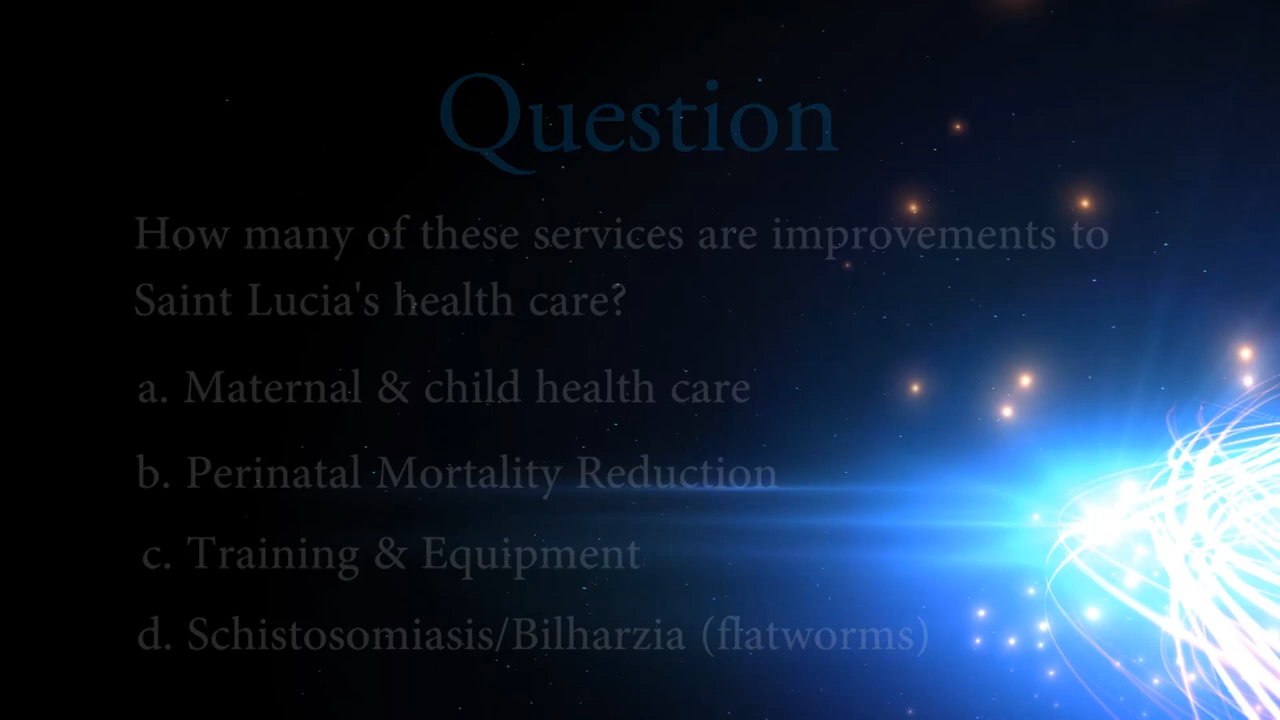 Question
How many of these services are improvements to
Saint Lucia's health care?
a. Maternal & child health care
b. Perinatal Mortality Reduction
c. Training & Equipment
d. Schistosomiasis/Bilharzia (flatworms)